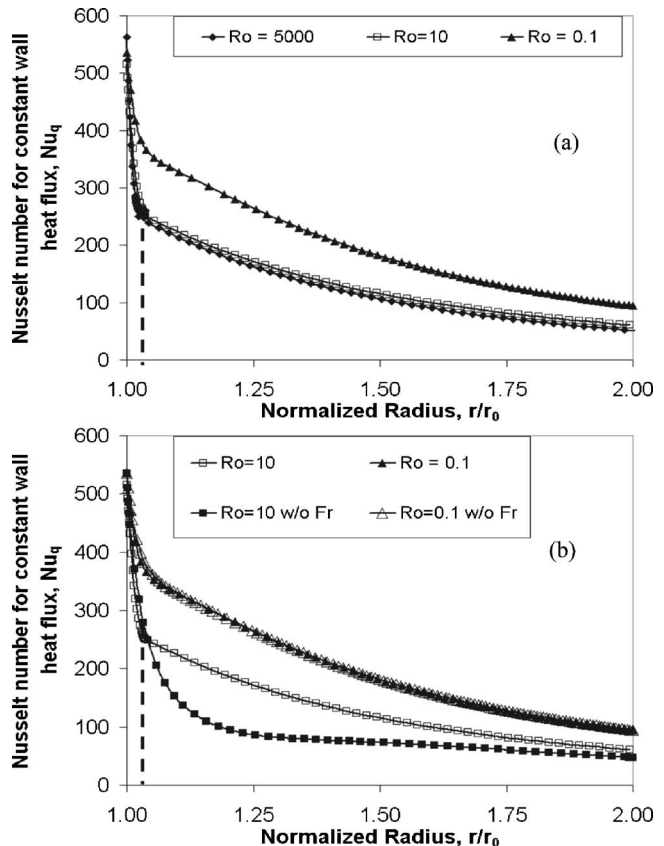 Ro = 5000 Ro=10 Ro = 0.1
(a)
Nusselt number for constant wall
heat flux, Nuq
600
500
400
300
200
100
0
1.00 1.25 1.50 1.75 2.00
Normalized Radius, r/r0
Ro=10 Ro = 0.1
Ro=10 w/o Fr Ro=0.1 w/o Fr
(b)
Nusselt number for constant wall
heat flux, Nuq
600
500
400
300
200
100
0
1.00 1.25 1.50 1.75 2.00
Normalized Radius, r/r0